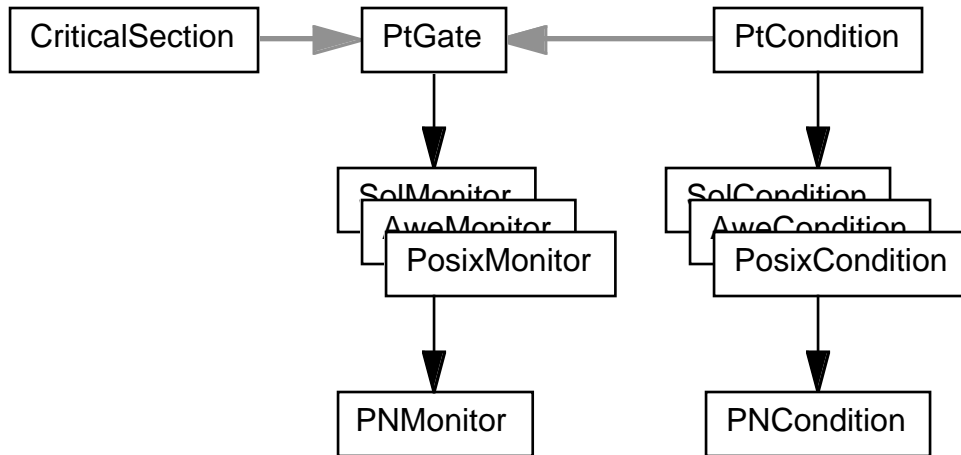 CriticalSection
PtGate
PtCondition
SolMonitor
SolCondition
AweMonitor
AweCondition
PosixMonitor
PosixCondition
PNMonitor
PNCondition